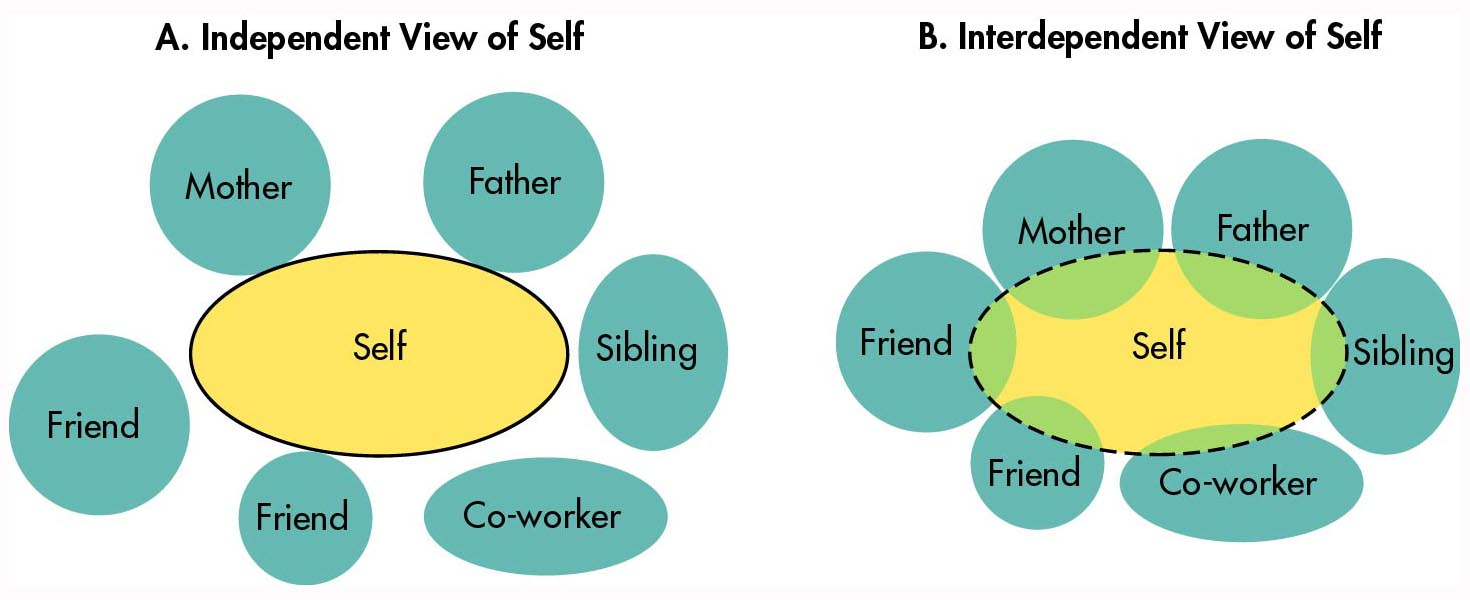 A. Independent View of Self
Mother
Father
Self
Sibling
Friend
Friend
Co-worker
B. Interdependent View of Self
Mother
Father
Friend
Self
Sibling
Friend
Co-worker